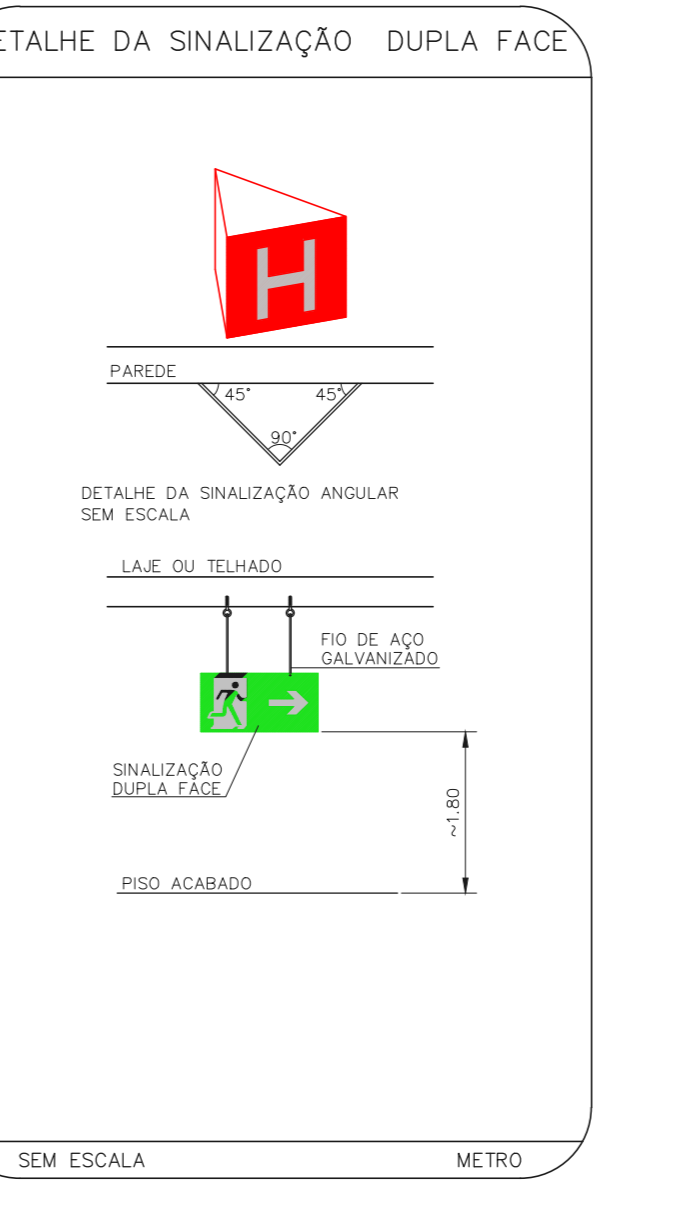 ETALHE DA SINALIZAÇÃO DUPLA FACE
H
PAREDE
45° 45°
90°
DETALHE DA SINALIZAÇÃO ANGULAR
SEM ESCALA
LAJE OU TELHADO
FIO DE AÇO
GALVANIZADO
SINALIZAÇÃO
DUPLA FACE
~1.80
PISO ACABADO
SEM ESCALA METRO